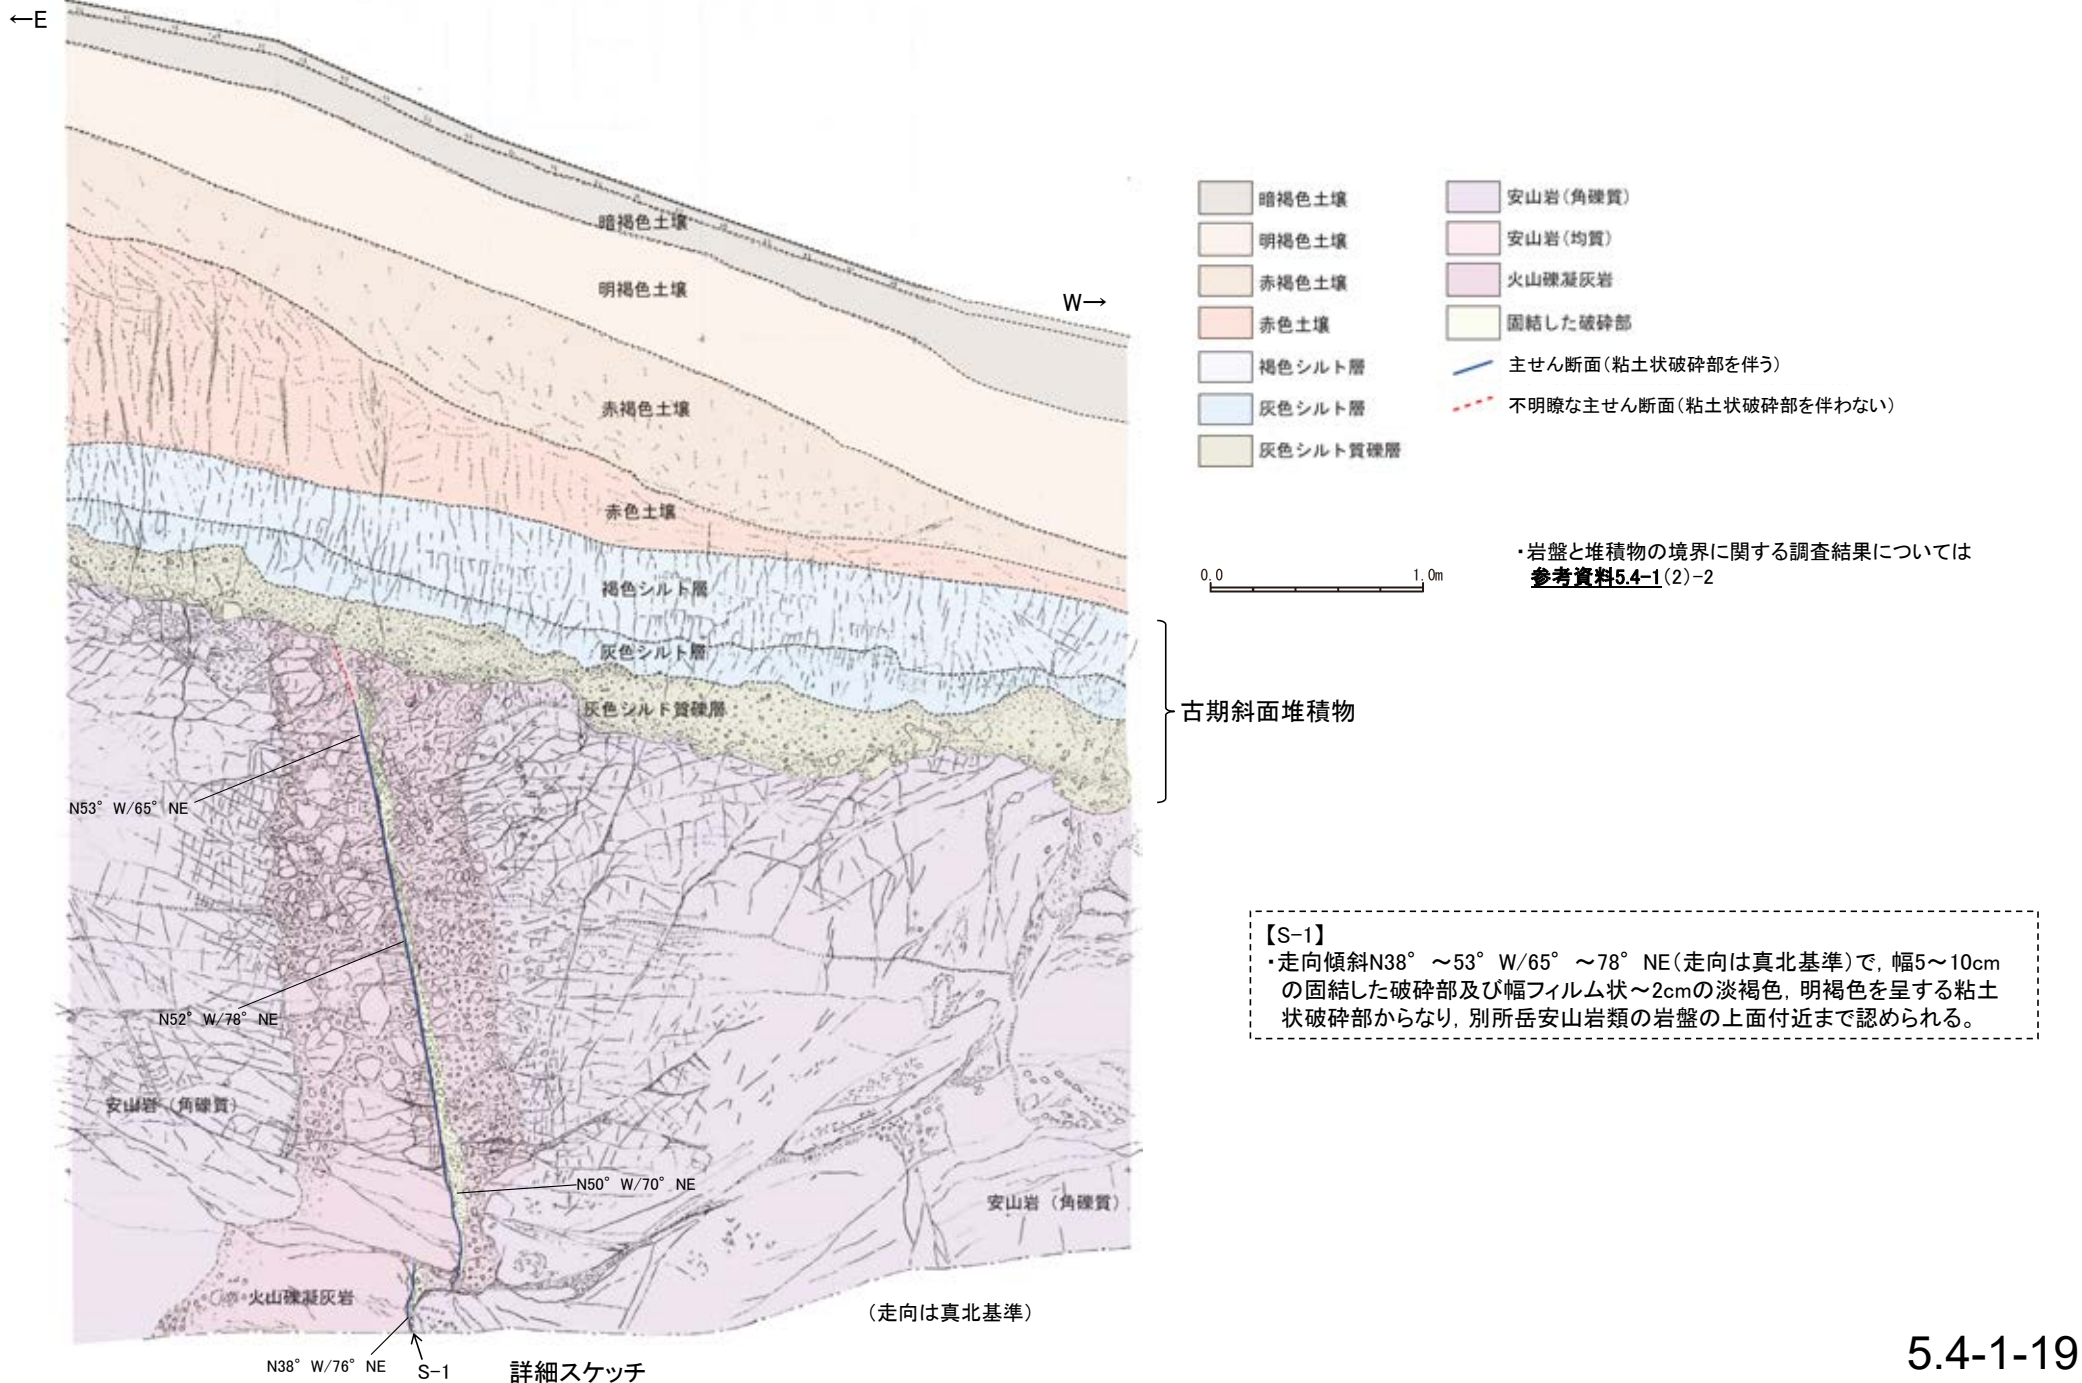 ←E
W→
暗褐色土壌
明褐色土壌
赤褐色土壌
赤色土壌
褐色シルト層
灰色シルト層
灰色シルト質礫層
N53°W/65°NE
N52°W/78°NE
N50°W/70°NE
安山岩（角礫質）
安山岩（角礫質）
火山礫凝灰岩
（走向は真北基準）
N38°W/76°NE
S-1
詳細スケッチ
暗褐色土壌
明褐色土壌
赤褐色土壌
赤色土壌
褐色シルト層
灰色シルト層
灰色シルト質礫層
安山岩（角礫質）
安山岩（均質）
火山礫凝灰岩
固結した破砕部
主せん断面（粘土状破砕部を伴う）
不明瞭な主せん断面（粘土状破砕部を伴わない）
0.0 1.0m
・岩盤と堆積物の境界に関する調査結果については
参考資料5.4-1(2)-2
古期斜面堆積物
【S-1】
・走向傾斜N38°～53°W/65°～78°NE（走向は真北基準）で，幅5～10cm
の固結した破砕部及び幅フィルム状～2cmの淡褐色，明褐色を呈する粘土
状破砕部からなり，別所岳安山岩類の岩盤の上面付近まで認められる。
5.4-1-19